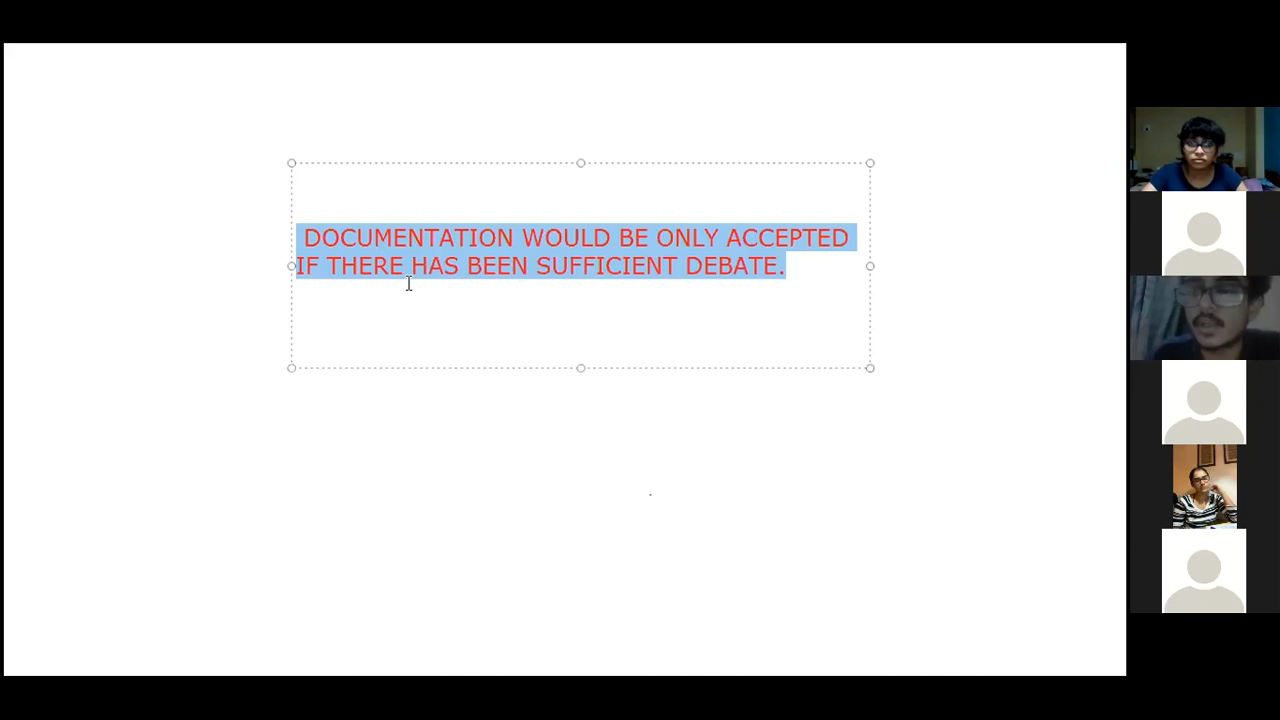 DOCUMENTATION WOULD BE ONLY ACCEPTED
IF THERE HAS BEEN SUFFICIENT DEBATE.